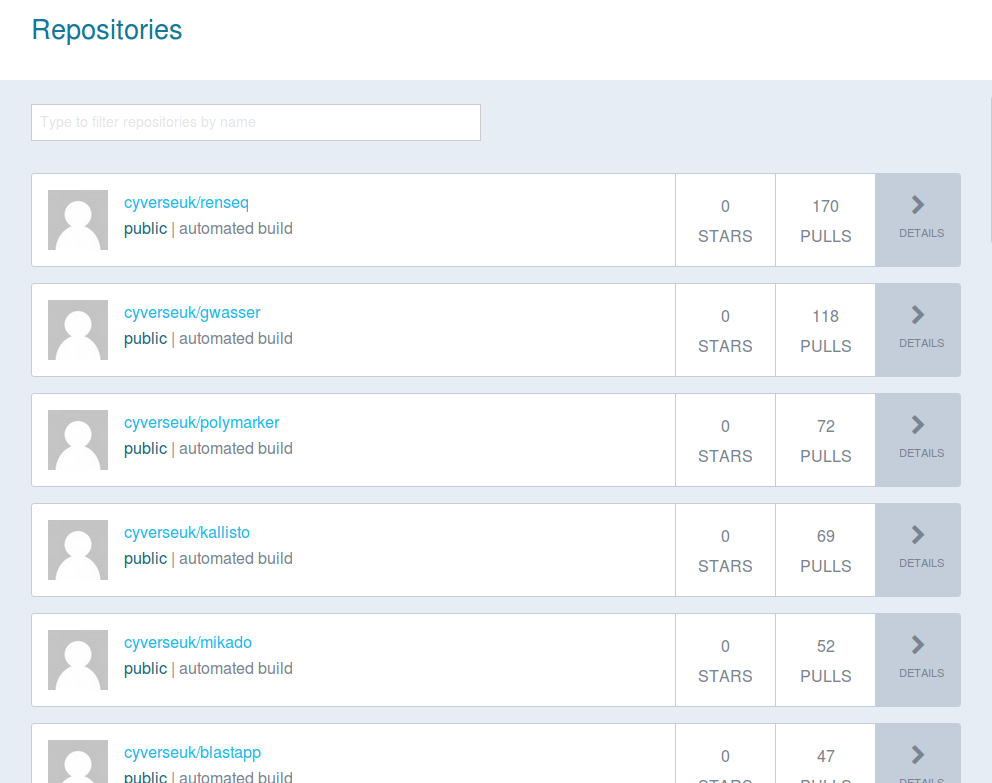 Repositories
Type to filter repositories by name
cyverseuk/renseq
public | automated build
0
STARS
170
PULLS
DETAILS
cyverseuk/gwasser
public | automated build
0
STARS
118
PULLS
DETAILS
cyverseuk/polymarker
public | automated build
0
STARS
72
PULLS
DETAILS
cyverseuk/kallisto
public | automated build
0
STARS
69
PULLS
DETAILS
cyverseuk/mikado
public | automated build
0
STARS
52
PULLS
DETAILS
cyverseuk/blastapp
public | automated build
0
STARS
47
PULLS
DETAILS